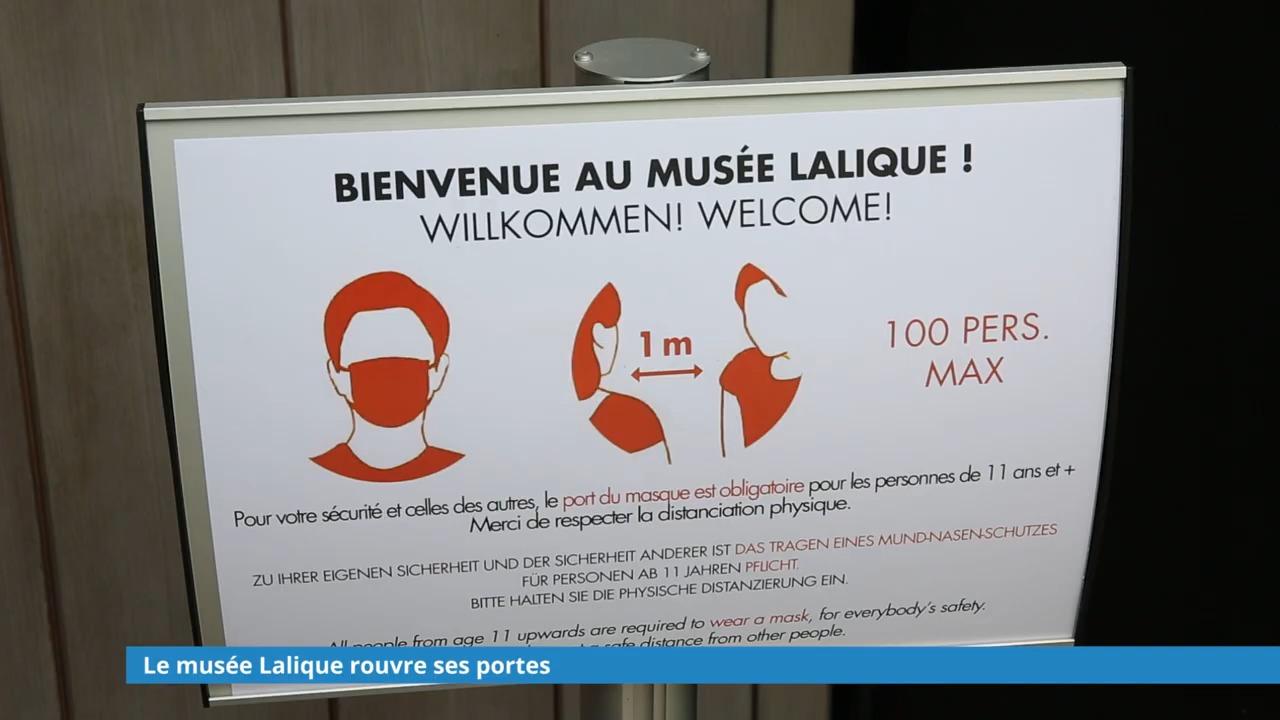 BIENVENUE AU MUSÉE LALIQUE !
WILLKOMMEN! WELCOME!
1 m
100 PERS.
MAX
Pour votre sécurité et celles des autres, le port du masque est obligatoire pour les personnes de 11 ans et +
Merci de respecter la distanciation physique.
ZU IHRER EIGENEN SICHERHEIT UND DER SICHERHEIT ANDERER IST DAS TRAGEN EINES MUND-NASEN-SCHUTZES
FÜR PERSONEN AB 11 JAHREN PFLICHT.
BITTE HALTEN SIE DIE PHYSISCHE DISTANZIERUNG EIN.
All people from age 11 upwards are required to wear a mask, for everybody's safety.
safe distance from other people.
Le musée Lalique rouvre ses portes